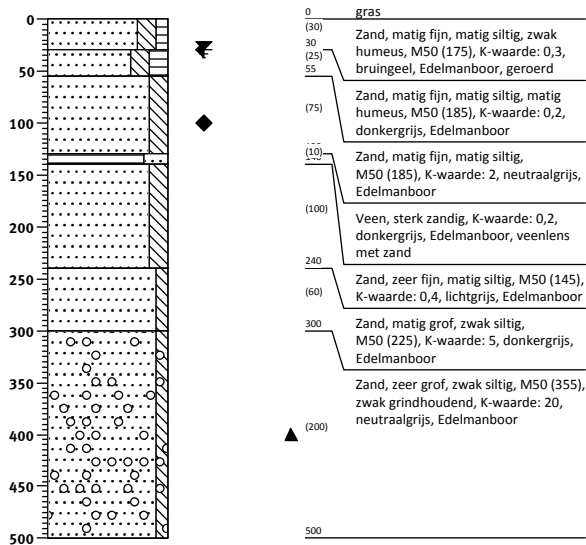 0
50
100
150
200
250
300
350
400
450
500
0
gras
(30)
Zand, matig fijn, matig siltig, zwak
humeus, M50 (175), K-waarde: 0,3,
bruingeel, Edelmanboor, geroerd
30
(25)
55
Zand, matig fijn, matig siltig, matig
humeus, M50 (185), K-waarde: 0,2,
donkergrijs, Edelmanboor
(75)
Zand, matig fijn, matig siltig,
M50 (185), K-waarde: 2, neutraalgrijs,
Edelmanboor
(10)
Veen, sterk zandig, K-waarde: 0,2,
donkergrijs, Edelmanboor, veenlens
met zand
(100)
240
Zand, zeer fijn, matig siltig, M50 (145),
K-waarde: 0,4, lichtgrijs, Edelmanboor
(60)
300
Zand, matig grof, zwak siltig,
M50 (225), K-waarde: 5, donkergrijs,
Edelmanboor
Zand, zeer grof, zwak siltig, M50 (355),
zwak grindhoudend, K-waarde: 20,
neutraalgrijs, Edelmanboor
(200)
500